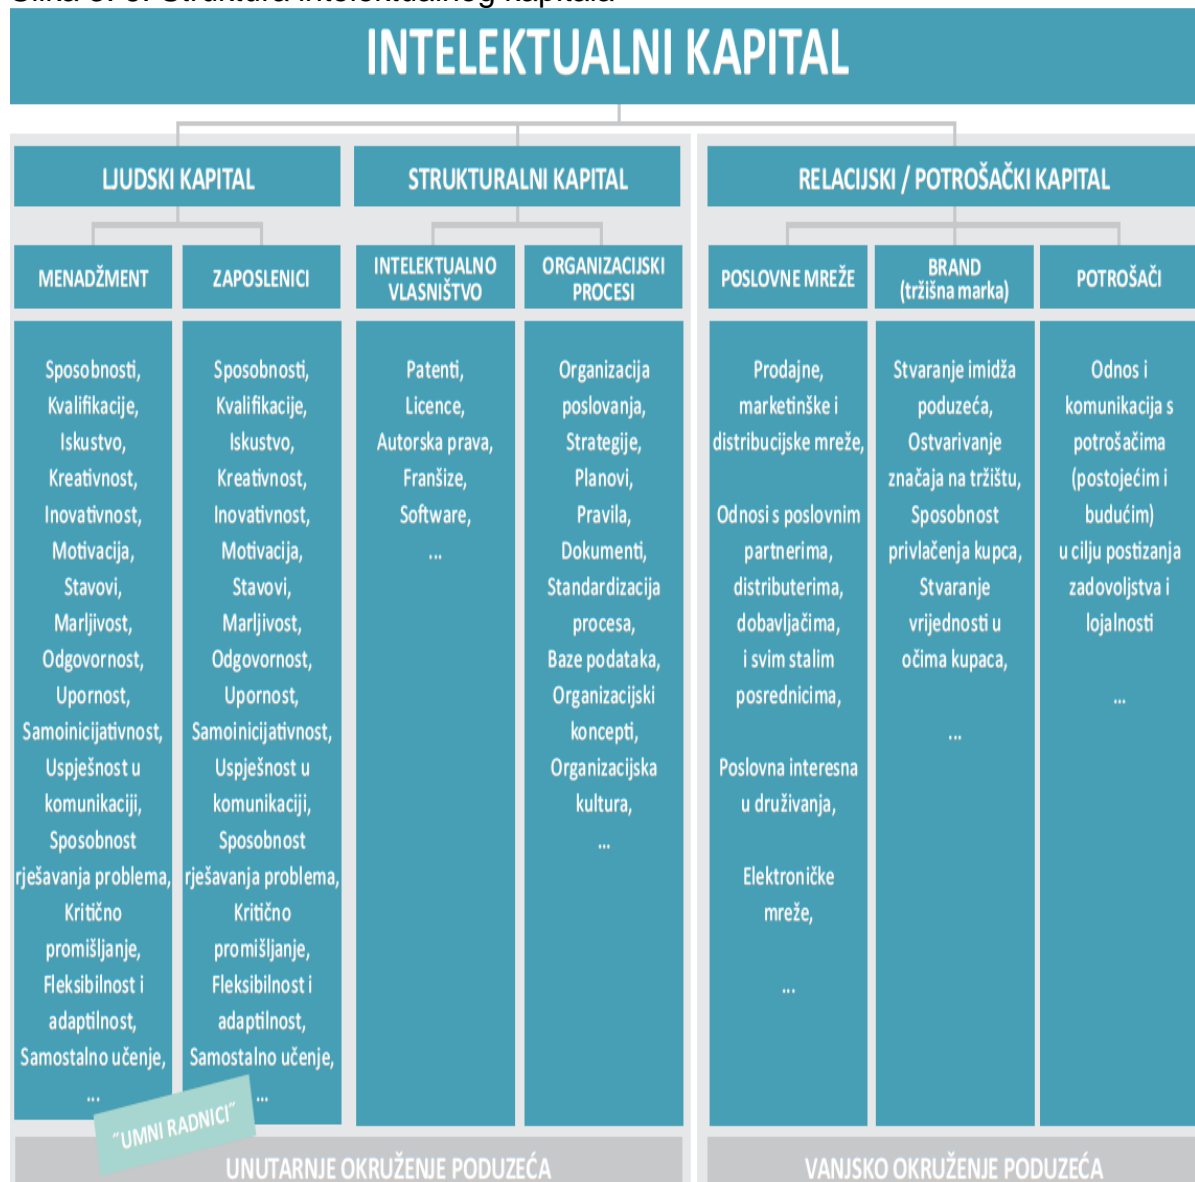 Slika 3. 3. Struktura intelektualnog kapitala
INTELEKTUALNI KAPITAL
LJUDSKI KAPITAL
MENADŽMENT
Sposobnosti,
Kvalifikacije,
Iskustvo,
Kreativnost,
Inovativnost,
Motivacija,
Stavovi,
Marljivost,
Odgovornost,
Upornost,
Samoinicijativnost,
Uspješnost u
komunikaciji,
Sposobnost
rješavanja problema,
Kritično
promišljanje,
Fleksibilnost i
adaptilnost,
Samostalno učenje,
...
ZAPOSLENICI
Sposobnosti,
Kvalifikacije,
Iskustvo,
Kreativnost,
Inovativnost,
Motivacija,
Stavovi,
Marljivost,
Odgovornost,
Upornost,
Samoinicijativnost,
Uspješnost u
komunikaciji,
Sposobnost
rješavanja problema,
Kritično
promišljanje,
Fleksibilnost i
adaptilnost,
Samostalno učenje,
...
˝UMNI RADNICI˝
STRUKTURALNI KAPITAL
INTELEKTUALNO
VLASNIŠTVO
Patenti,
Licence,
Autorska prava,
Franšize,
Software,
...
ORGANIZACIJSKI
PROCESI
Organizacija
poslovanja,
Strategije,
Planovi,
Pravila,
Dokumenti,
Standardizacija
procesa,
Baze podataka,
Organizacijski
koncepti,
Organizacijska
kultura,
...
UNUTARNJE OKRUŽENJE PODUZEĆA
RELACIJSKI / POTROŠAČKI KAPITAL
POSLOVNE MREŽE
Prodajne,
marketinške i
distribucijske mreže,
Odnosi s poslovnim
partnerima,
distributerima,
dobavljačima,
i svim stalim
posrednicima,
Poslovna interesna
u druživanja,
Elektroničke
mreže,
...
BRAND
(tržišna marka)
Stvaranje imidža
poduzeća,
Ostvarivanje
značaja na tržištu,
Sposobnost
privlačenja kupca,
Stvaranje
vrijednosti u
očima kupaca,
...
POTROŠAČI
Odnos i
komunikacija s
potrošačima
(postojećim i
budućim)
u cilju postizanja
zadovoljstva i
lojalnosti
...
VANJSKO OKRUŽENJE PODUZEĆA